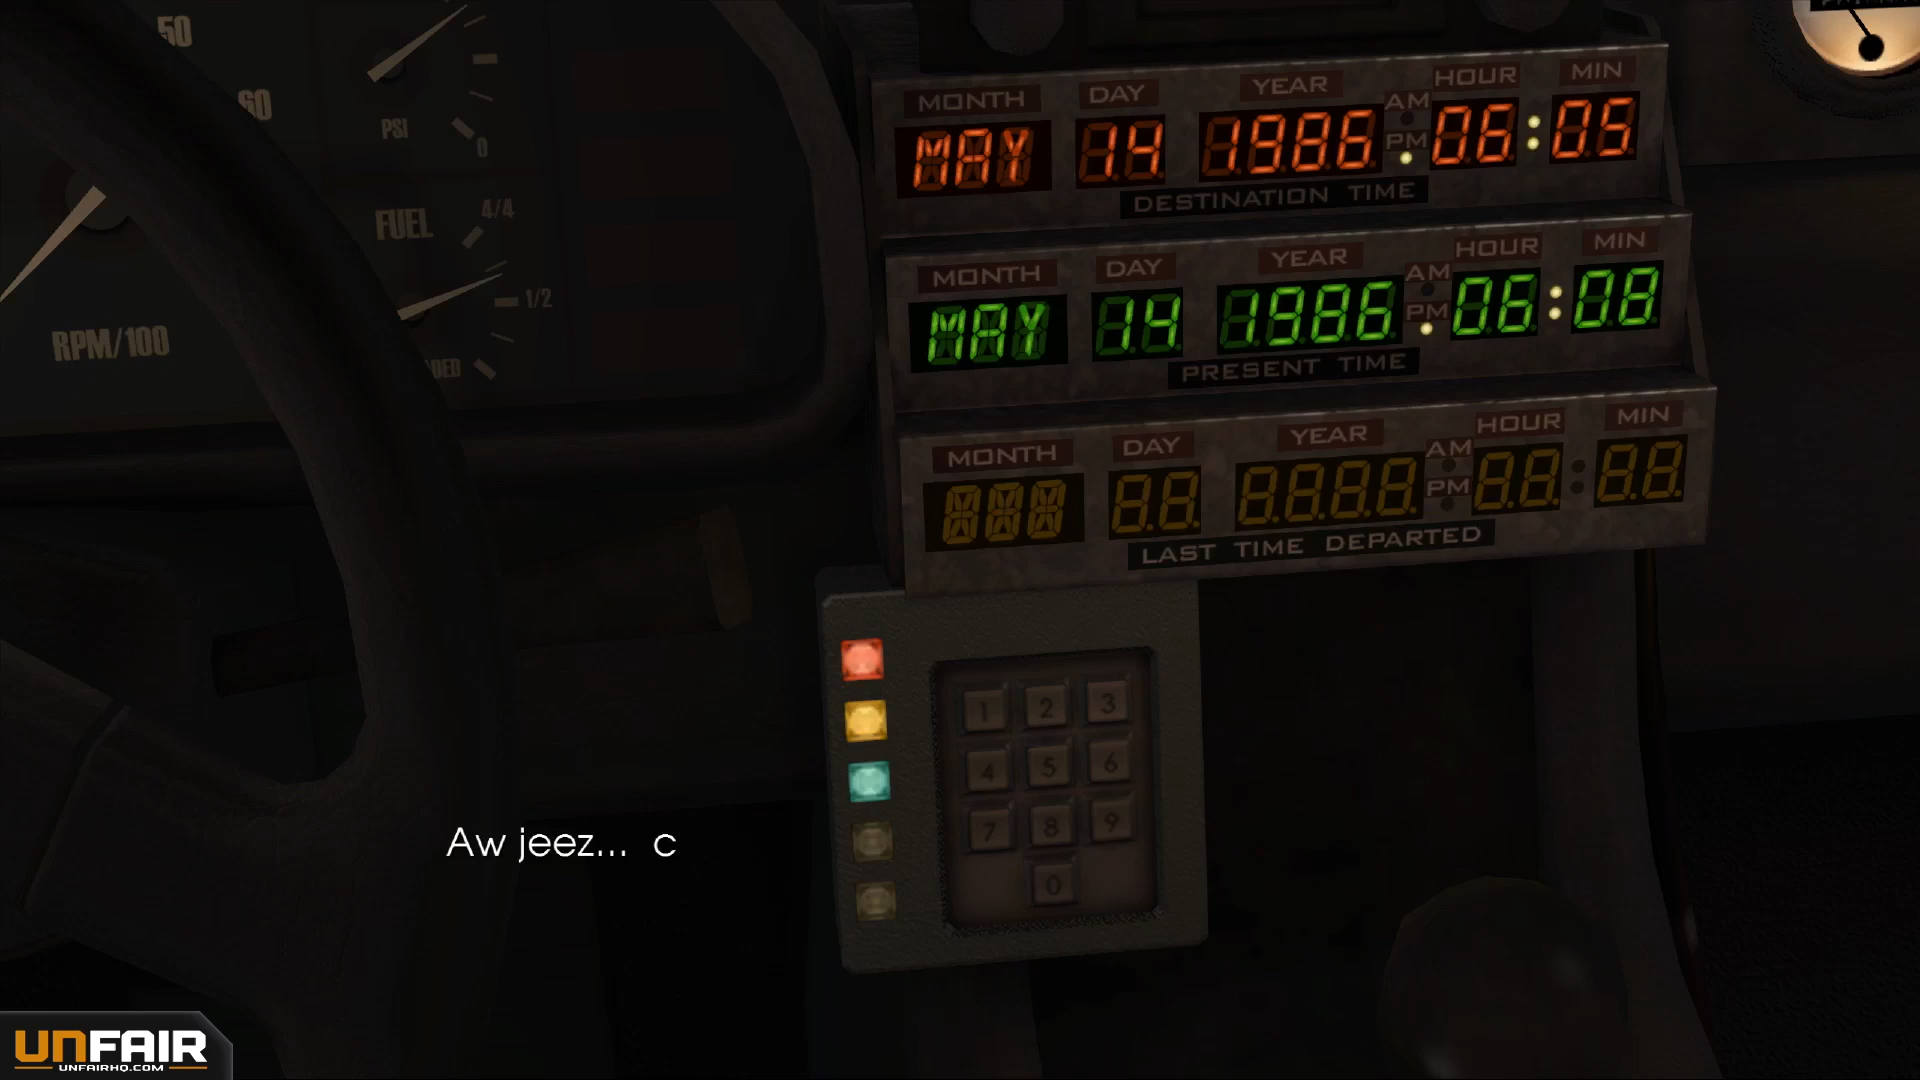 50
60
PSI
0
FUEL
4/4
1/2
RPM/100
MONTH DAY YEAR AM PM HOUR MIN
MAY 14 1986 06:05
DESTINATION TIME
MONTH DAY YEAR AM PM HOUR MIN
MAY 14 1986 06:08
PRESENT TIME
MONTH DAY YEAR AM PM HOUR MIN
LAST TIME DEPARTED
1 2 3
4 5 6
7 8 9
0
Aw jeez... c
UNFAIR
UNFAIRHQ.COM